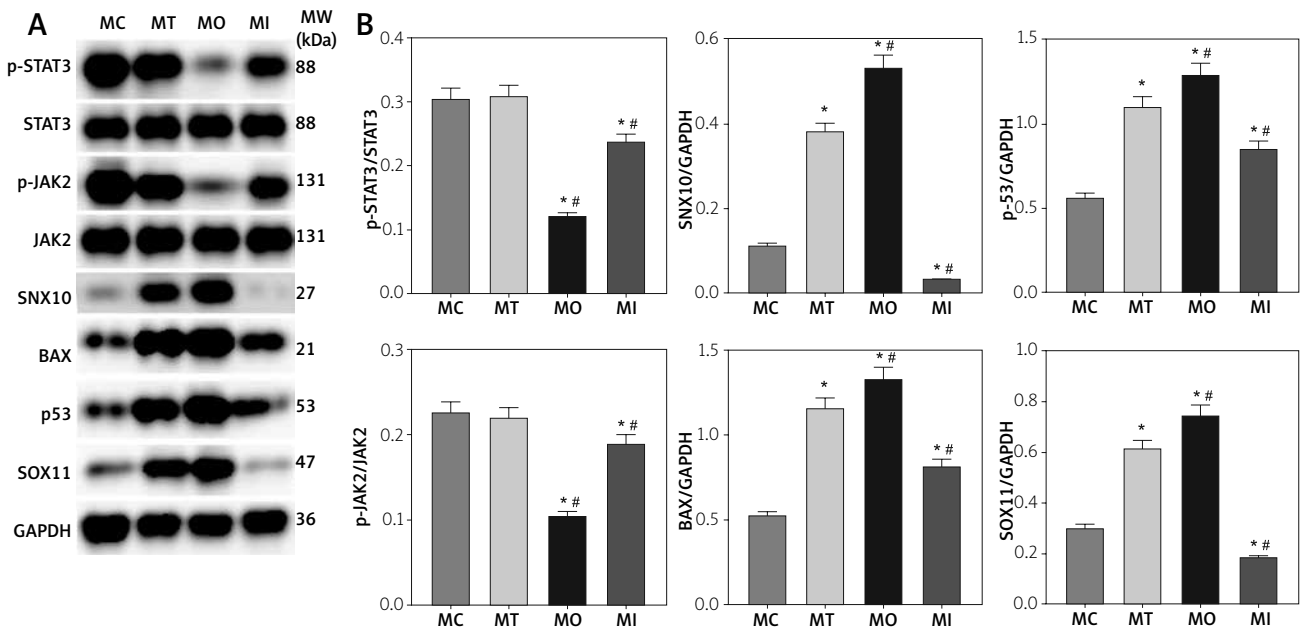 A
MC MT MO MI MW
(kDa)
p-STAT3 88
STAT3 88
p-JAK2 131
JAK2 131
SNX10 27
BAX 21
p53 53
SOX11 47
GAPDH 36
B
p-STAT3/STAT3
0.4
0.3
0.2
0.1
0.0
* #
* #
MC MT MO MI
SNX10/GAPDH
0.6
0.4
0.2
0.0
*
* #
* #
MC MT MO MI
p-53/GAPDH
1.5
1.0
0.5
0.0
*
* #
* #
MC MT MO MI
p-JAK2/JAK2
0.3
0.2
0.1
0.0
* #
* #
MC MT MO MI
BAX/GAPDH
1.5
1.0
0.5
0.0
*
* #
* #
MC MT MO MI
SOX11/GAPDH
1.0
0.8
0.6
0.4
0.2
0.0
*
* #
* #
MC MT MO MI